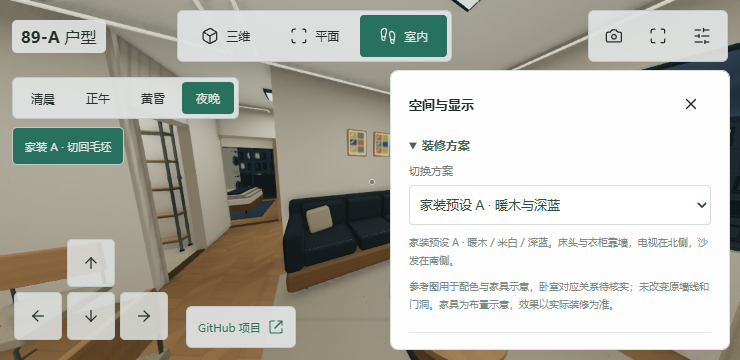 89-A 户型
三维
平面
室内
清晨
正午
黄昏
夜晚
家装 A · 切回毛坯
GitHub 项目
空间与显示
装修方案
切换方案
家装预设 A · 暖木与深蓝
家装预设 A · 暖木 / 米白 / 深蓝。床头与衣柜靠墙，电视在北侧，沙
发在南侧。
参考图用于配色与家具示意，卧室对应关系待核实；未改变原墙线和
门洞。家具为布置示意，效果以实际装修为准。